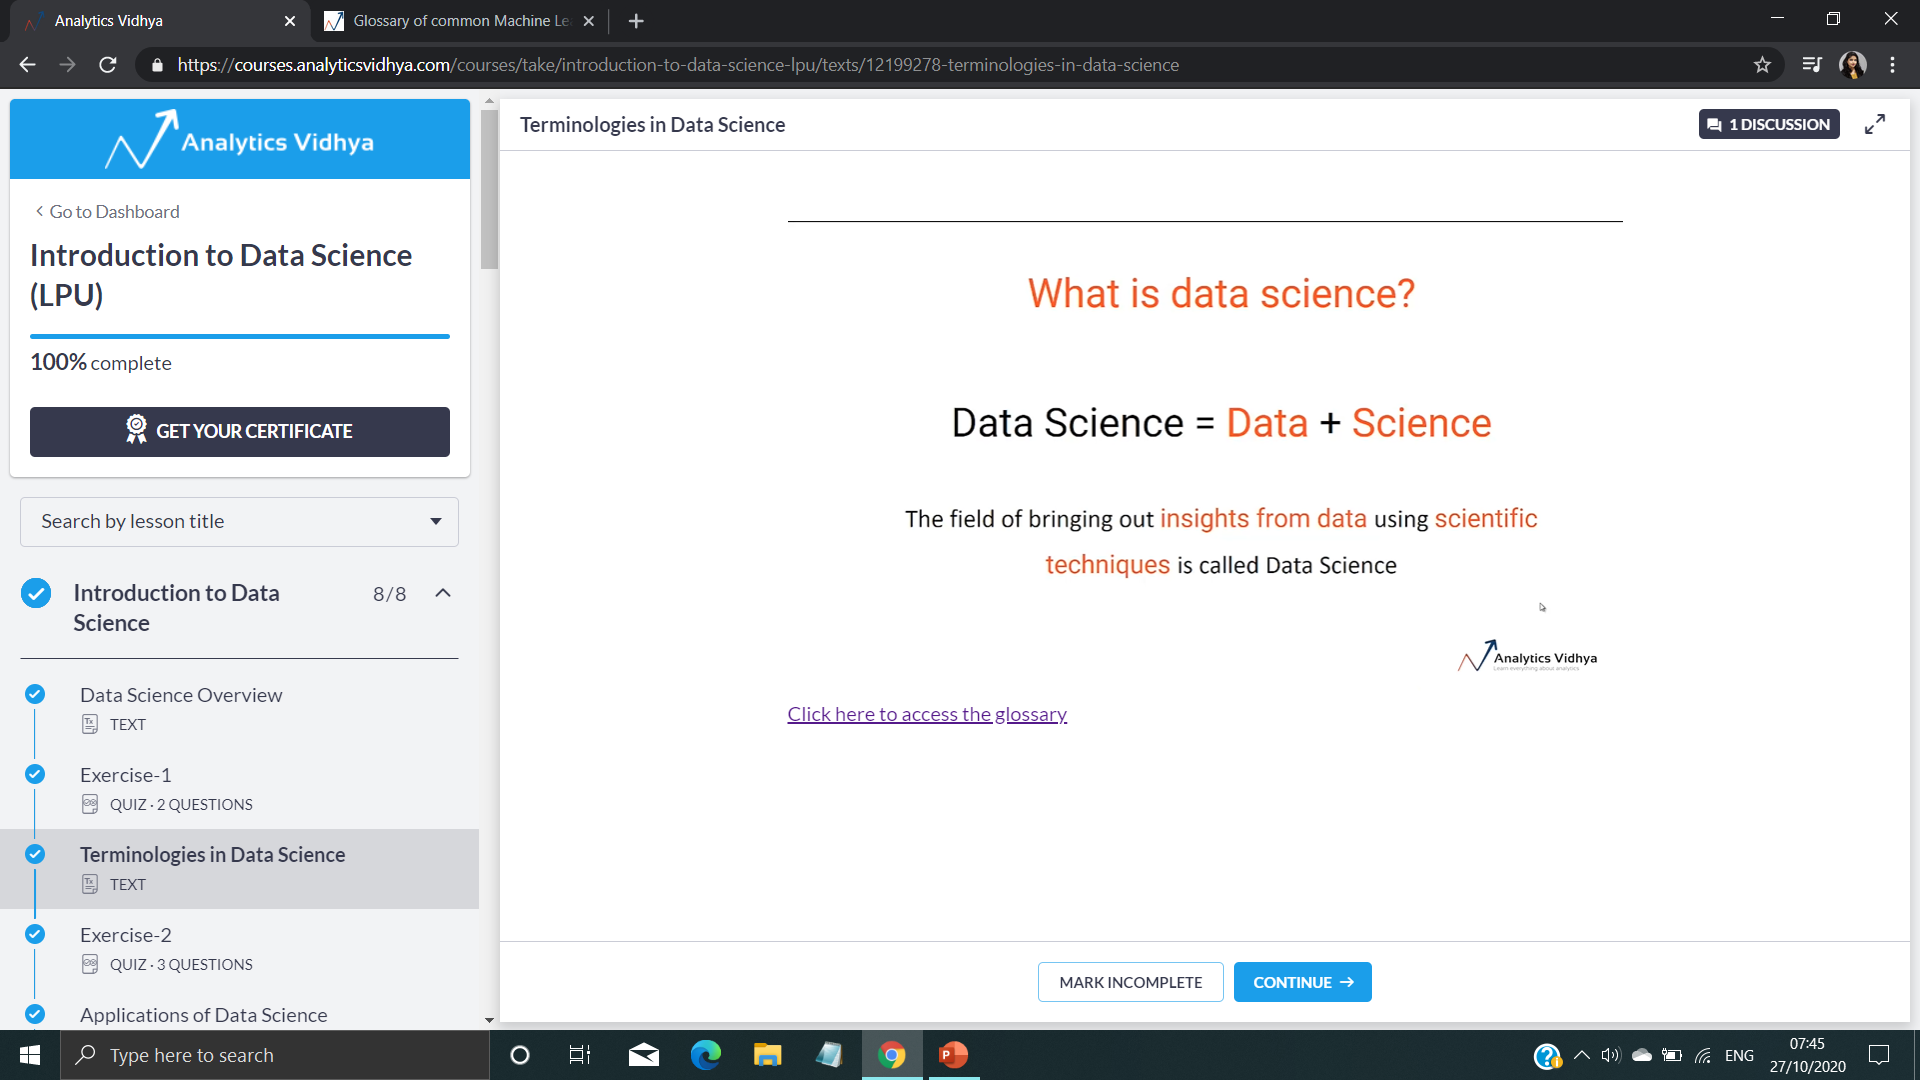 Analytics Vidhya
Glossary of common Machine Le
https://courses.analyticsvidhya.com/courses/take/introduction-to-data-science-lpu/texts/12199278-terminologies-in-data-science
Analytics Vidhya
Go to Dashboard
Introduction to Data Science
(LPU)
100% complete
GET YOUR CERTIFICATE
Search by lesson title
Introduction to Data
Science
8/8
Data Science Overview
TEXT
Exercise-1
QUIZ · 2 QUESTIONS
Terminologies in Data Science
TEXT
Exercise-2
QUIZ · 3 QUESTIONS
Applications of Data Science
Terminologies in Data Science
1 DISCUSSION
What is data science?
Data Science = Data + Science
The field of bringing out insights from data using scientific
techniques is called Data Science
Analytics Vidhya
Learn everything about analytics
Click here to access the glossary
MARK INCOMPLETE
CONTINUE
Type here to search
ENG
07:45
27/10/2020